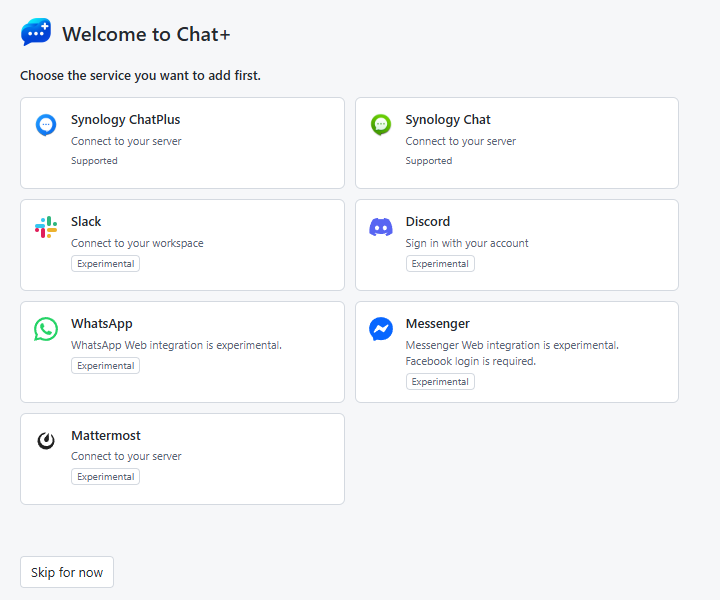 Welcome to Chat+
Choose the service you want to add first.
Synology ChatPlus
Connect to your server
Supported
Synology Chat
Connect to your server
Supported
Slack
Connect to your workspace
Experimental
Discord
Sign in with your account
Experimental
WhatsApp
WhatsApp Web integration is experimental.
Experimental
Messenger
Messenger Web integration is experimental.
Facebook login is required.
Experimental
Mattermost
Connect to your server
Experimental
Skip for now